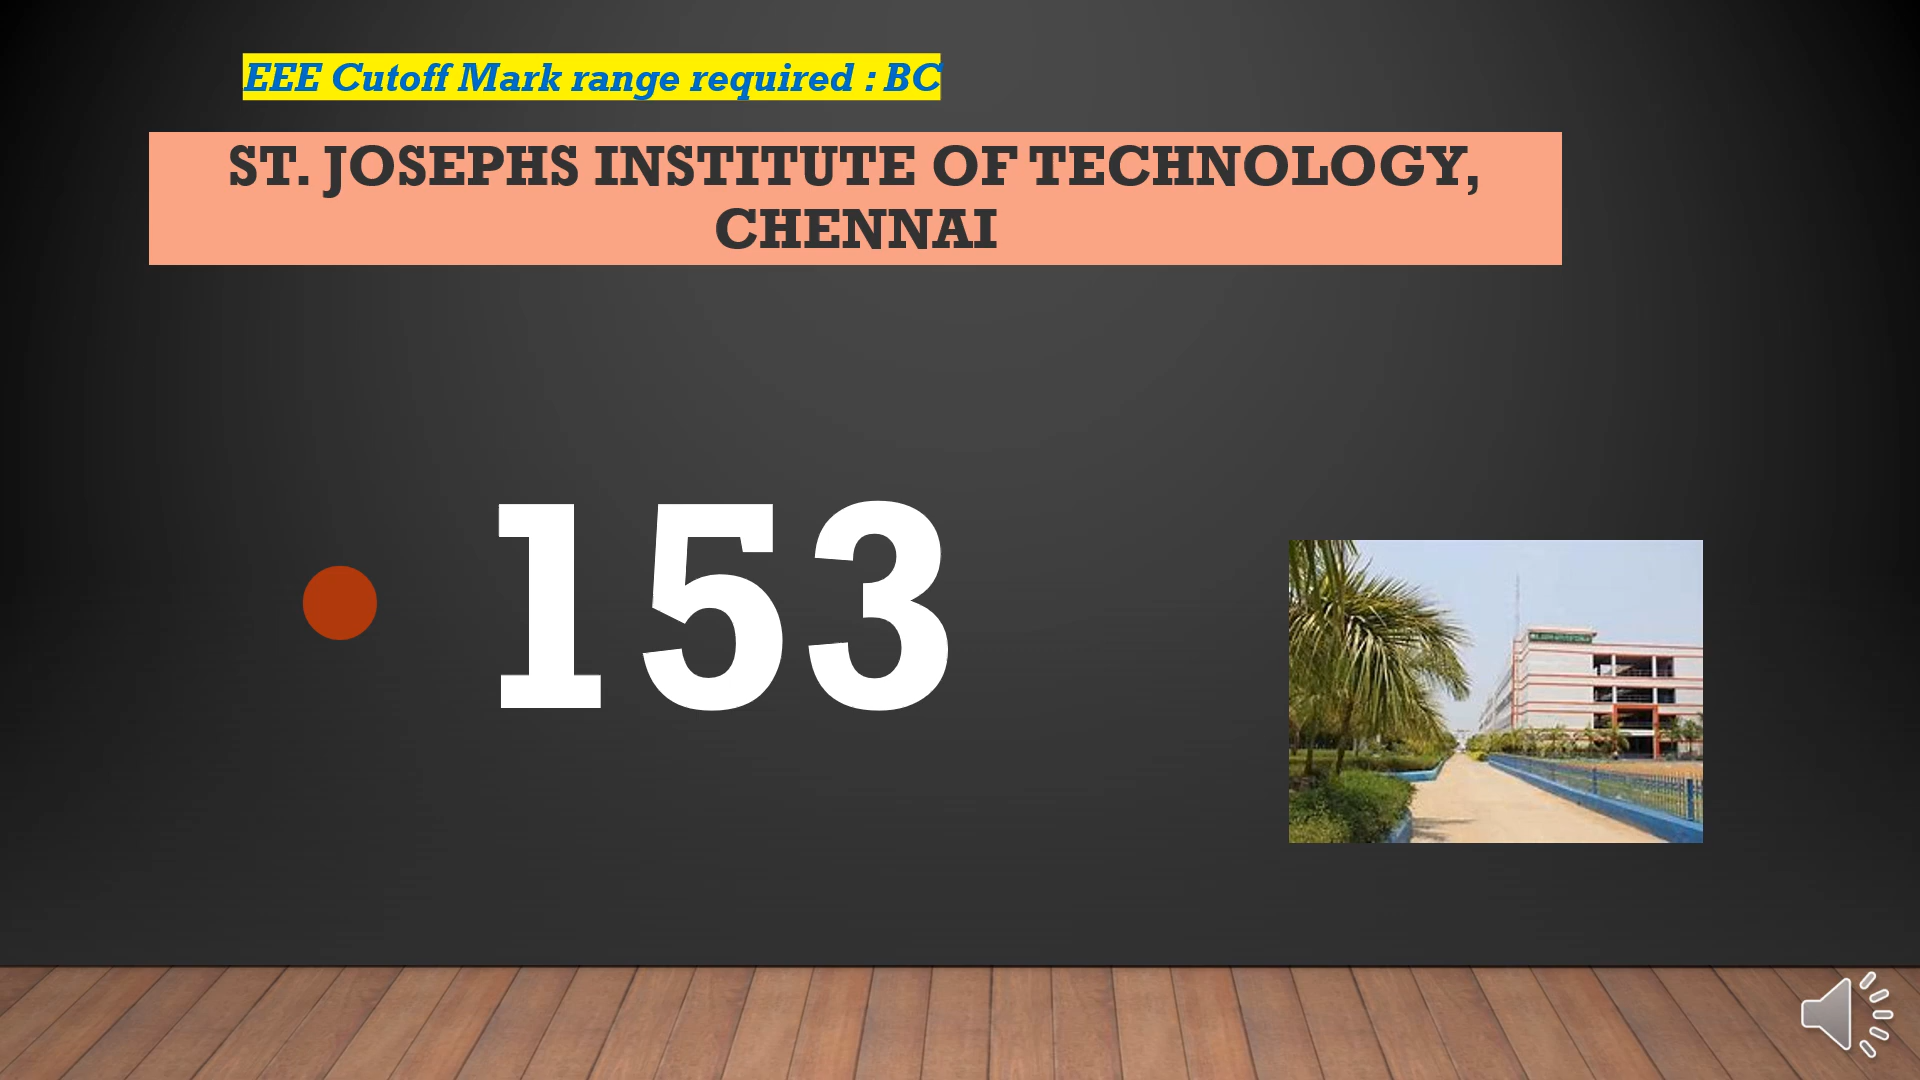 EEE Cutoff Mark range required : BC
ST. JOSEPHS INSTITUTE OF TECHNOLOGY,
CHENNAI
153